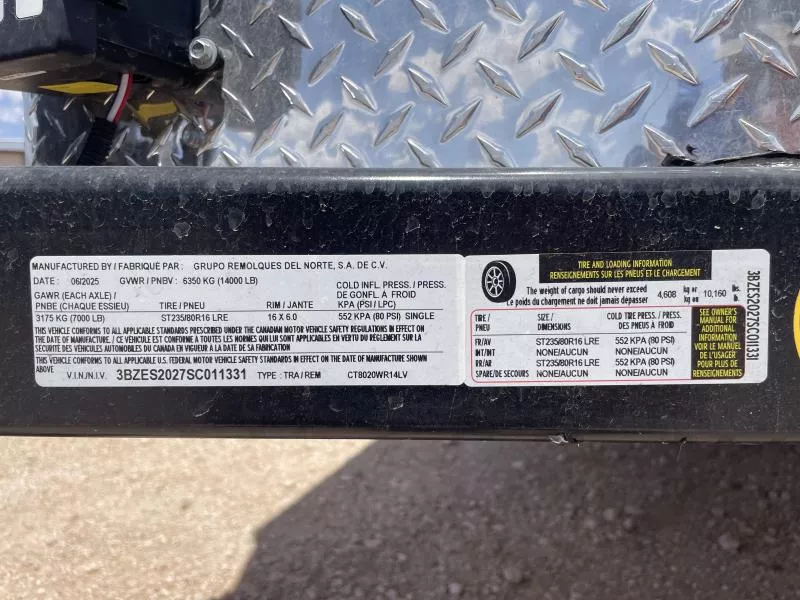 MANUFACTURED BY / FABRIQUÉ PAR : GRUPO REMOLQUES DEL NORTE, S.A. DE C.V.
DATE : 06/2025 GVWR / PNBV : 6350 KG (14000 LB)
GAWR (EACH AXLE) / PNBE (CHAQUE ESSIEU) TIRE / PNEU RIM / JANTE COLD INFL. PRESS. / PRESS. DE GONFL. A FROID KPA (PSI / LPC)
3175 KG (7000 LB) ST235/80R16 LRE 16 X 6.0 552 KPA (80 PSI) SINGLE
THIS VEHICLE CONFORMS TO ALL APPLICABLE STANDARDS PRESCRIBED UNDER THE CANADIAN MOTOR VEHICLE SAFETY REGULATIONS IN EFFECT ON
THE DATE OF MANUFACTURE. / CE VEHICULE EST CONFORME A TOUTES LES NORMES QUI LUI SONT APPLICABLES EN VERTU DU REGLEMENT SUR
LA SECURITE DES VEHICULES AUTOMOBILES DU CANADA EN VIGUEUR A LA DATE DE SA FABRICATION
THIS VEHICLE CONFORMS TO ALL APPLICABLE U.S. FEDERAL MOTOR VEHICLE SAFETY STANDARDS IN EFFECT ON THE DATE OF MANUFACTURE SHOWN
ABOVE
V.I.N./N.I.V. 3BZES2027SC011331 TYPE : TRA / REM CT8020WR14LV
TIRE AND LOADING INFORMATION
RENSEIGNEMENTS SUR LES PNEUS ET LE CHARGEMENT
The weight of cargo should never exceed
Le poids du chargement ne doit jamais dépasser
4,608 kg or kg ou 10,160 lbs. lb.
TIRE / PNEU SIZE / DIMENSIONS COLD TIRE PRESS. / PRESS. DES PNEUS À FROID
FR/AV ST235/80R16 LRE 552 KPA (80 PSI)
INT/INT NONE/AUCUN NONE/AUCUN
RR/AR ST235/80R16 LRE 552 KPA (80 PSI)
SPARE/DE SECOURS NONE/AUCUN NONE/AUCUN
SEE OWNER'S
MANUAL FOR
ADDITIONAL
INFORMATION
VOIR LE MANUEL
DE L'USAGER
POUR PLUS DE
RENSEIGNEMENTS
3BZES2027SC011331